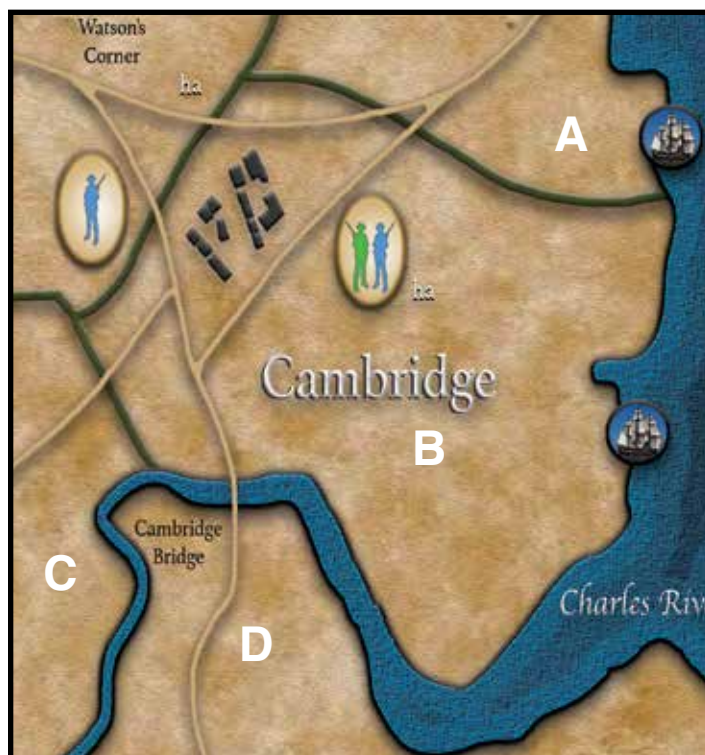 Watson's
Corner
ha
A
ha
Cambridge
B
Cambridge
Bridge
C
Charles Riv
D